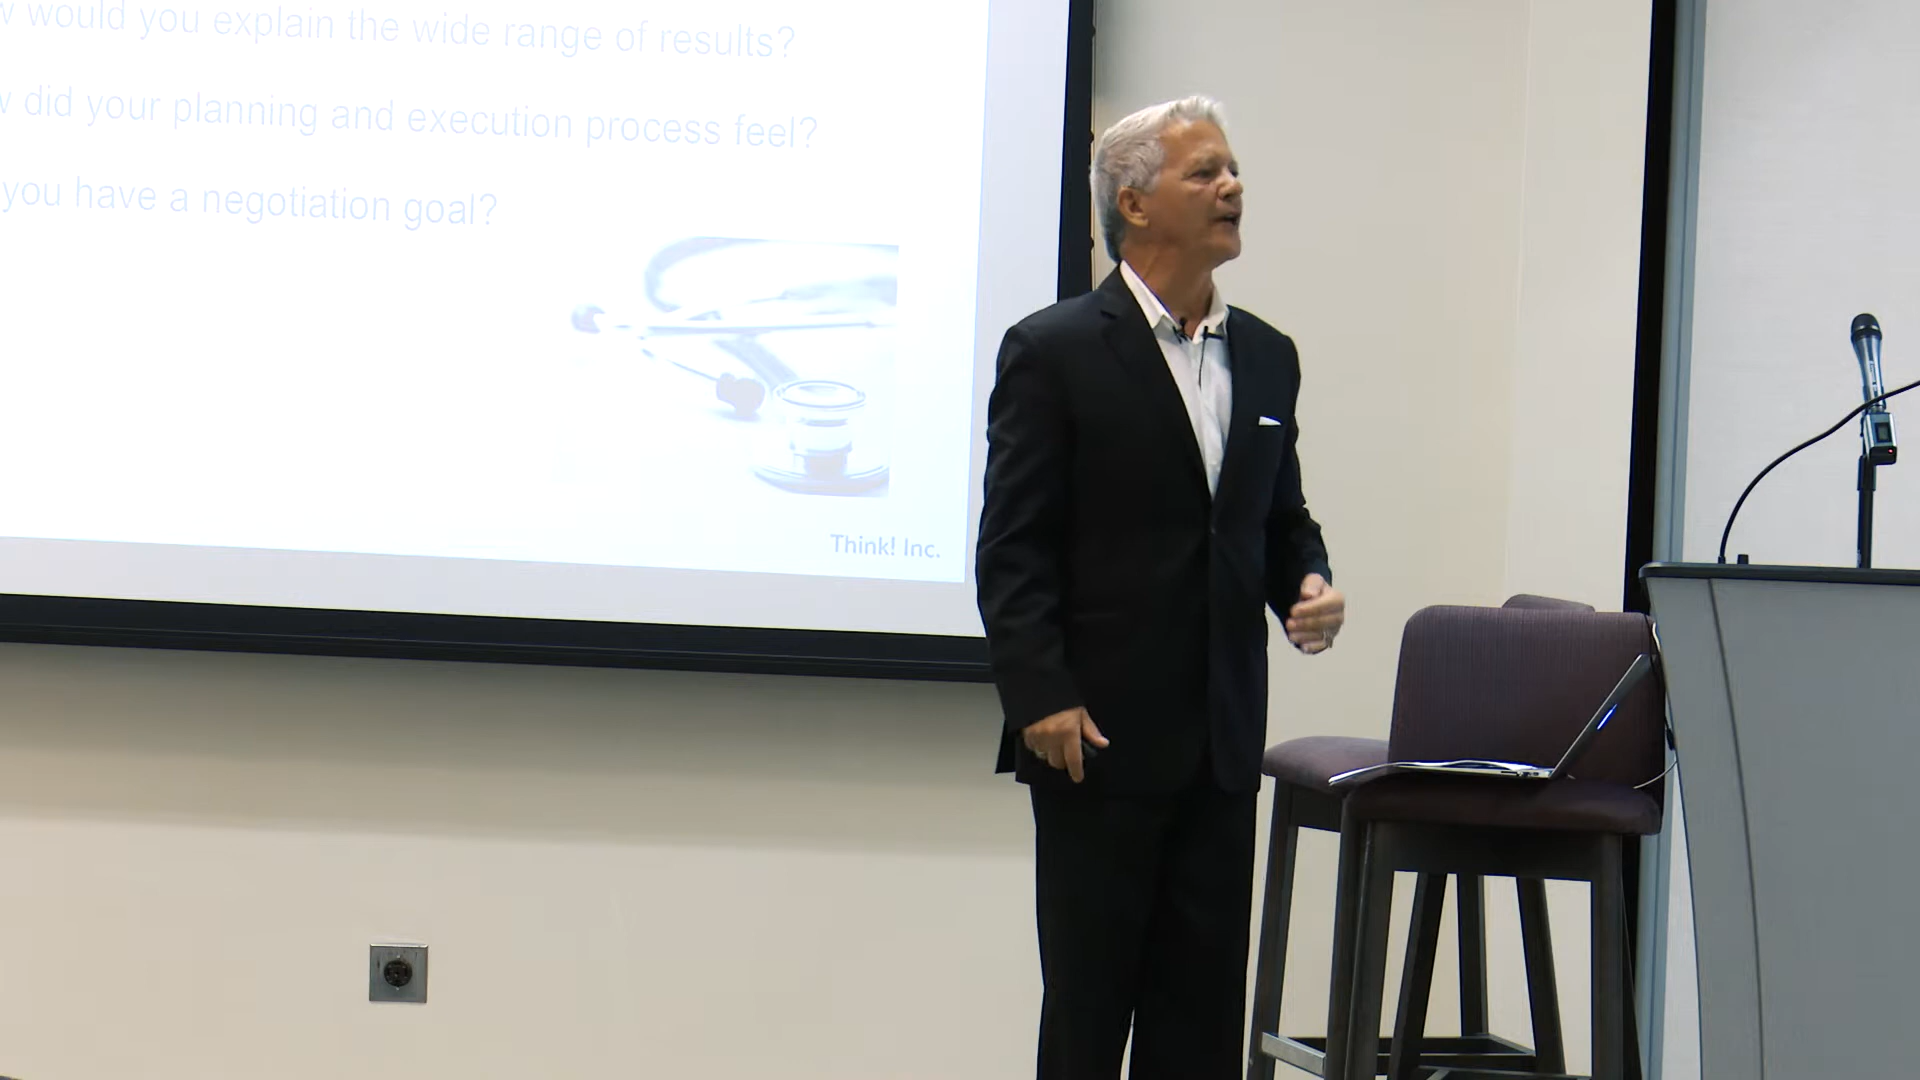 would you explain the wide range of results?
did your planning and execution process feel?
you have a negotiation goal?
Think! Inc.